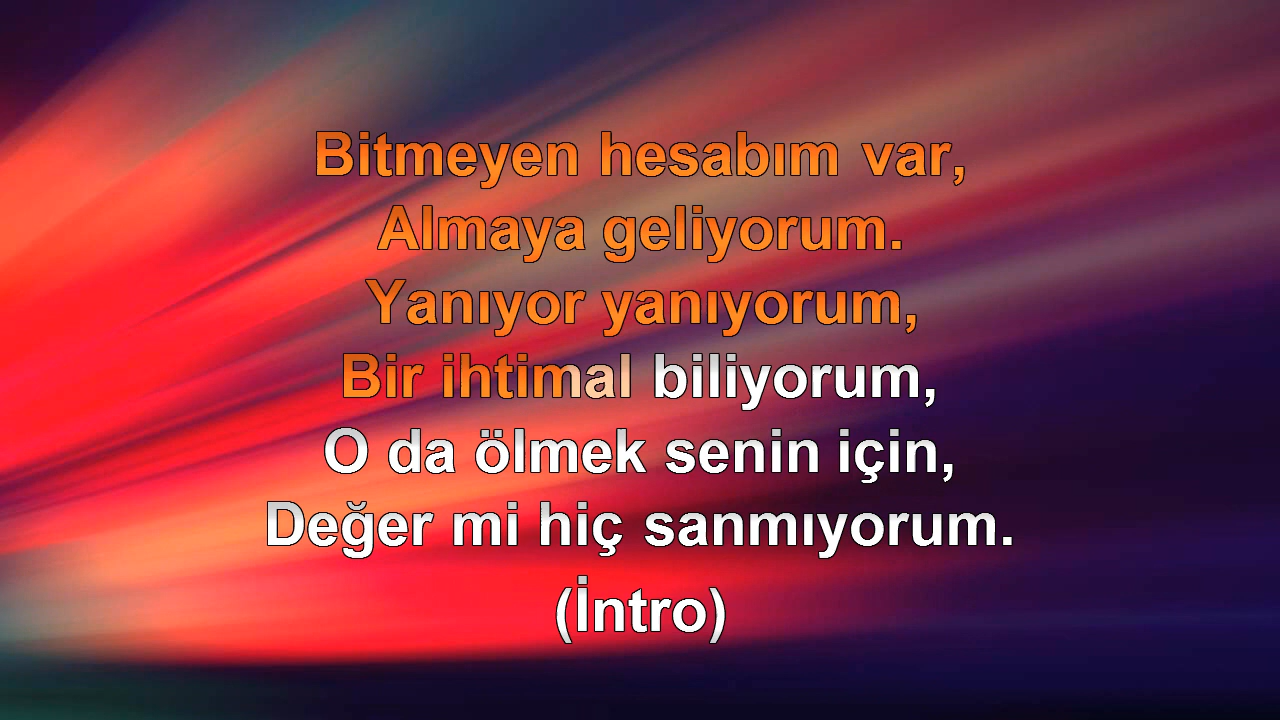 Bitmeyen hesabım var,
Almaya geliyorum.
Yanıyor yanıyorum,
Bir ihtimal biliyorum,
O da ölmek senin için,
Değer mi hiç sanmıyorum.
(İntro)